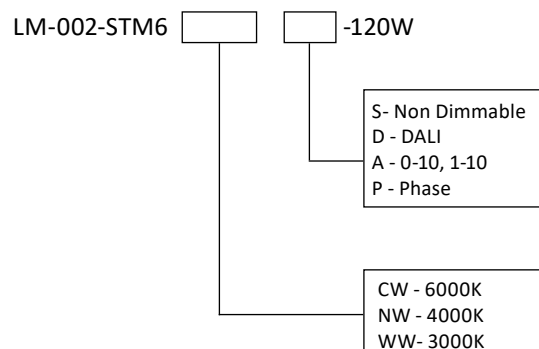 LM-002-STM6 -120W
S- Non Dimmable
D - DALI
A - 0-10, 1-10
P - Phase
CW - 6000K
NW - 4000K
WW- 3000K